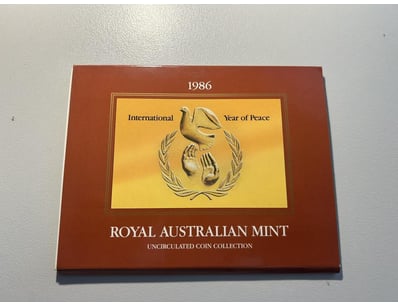 1986
International Year of Peace
ROYAL AUSTRALIAN MINT
UNCIRCULATED COIN COLLECTION